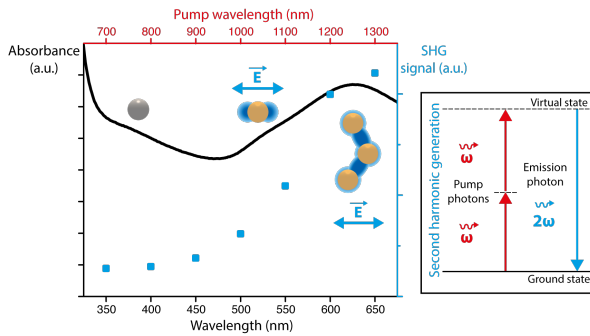 Pump wavelength (nm)
700 800 900 1000 1100 1200 1300
Absorbance
(a.u.)
SHG
signal (a.u.)
E
E
350 400 450 500 550 600 650
Wavelength (nm)
Second harmonic generation
Virtual state
ω
Emission
photon
Pump
photons
2ω
ω
Ground state